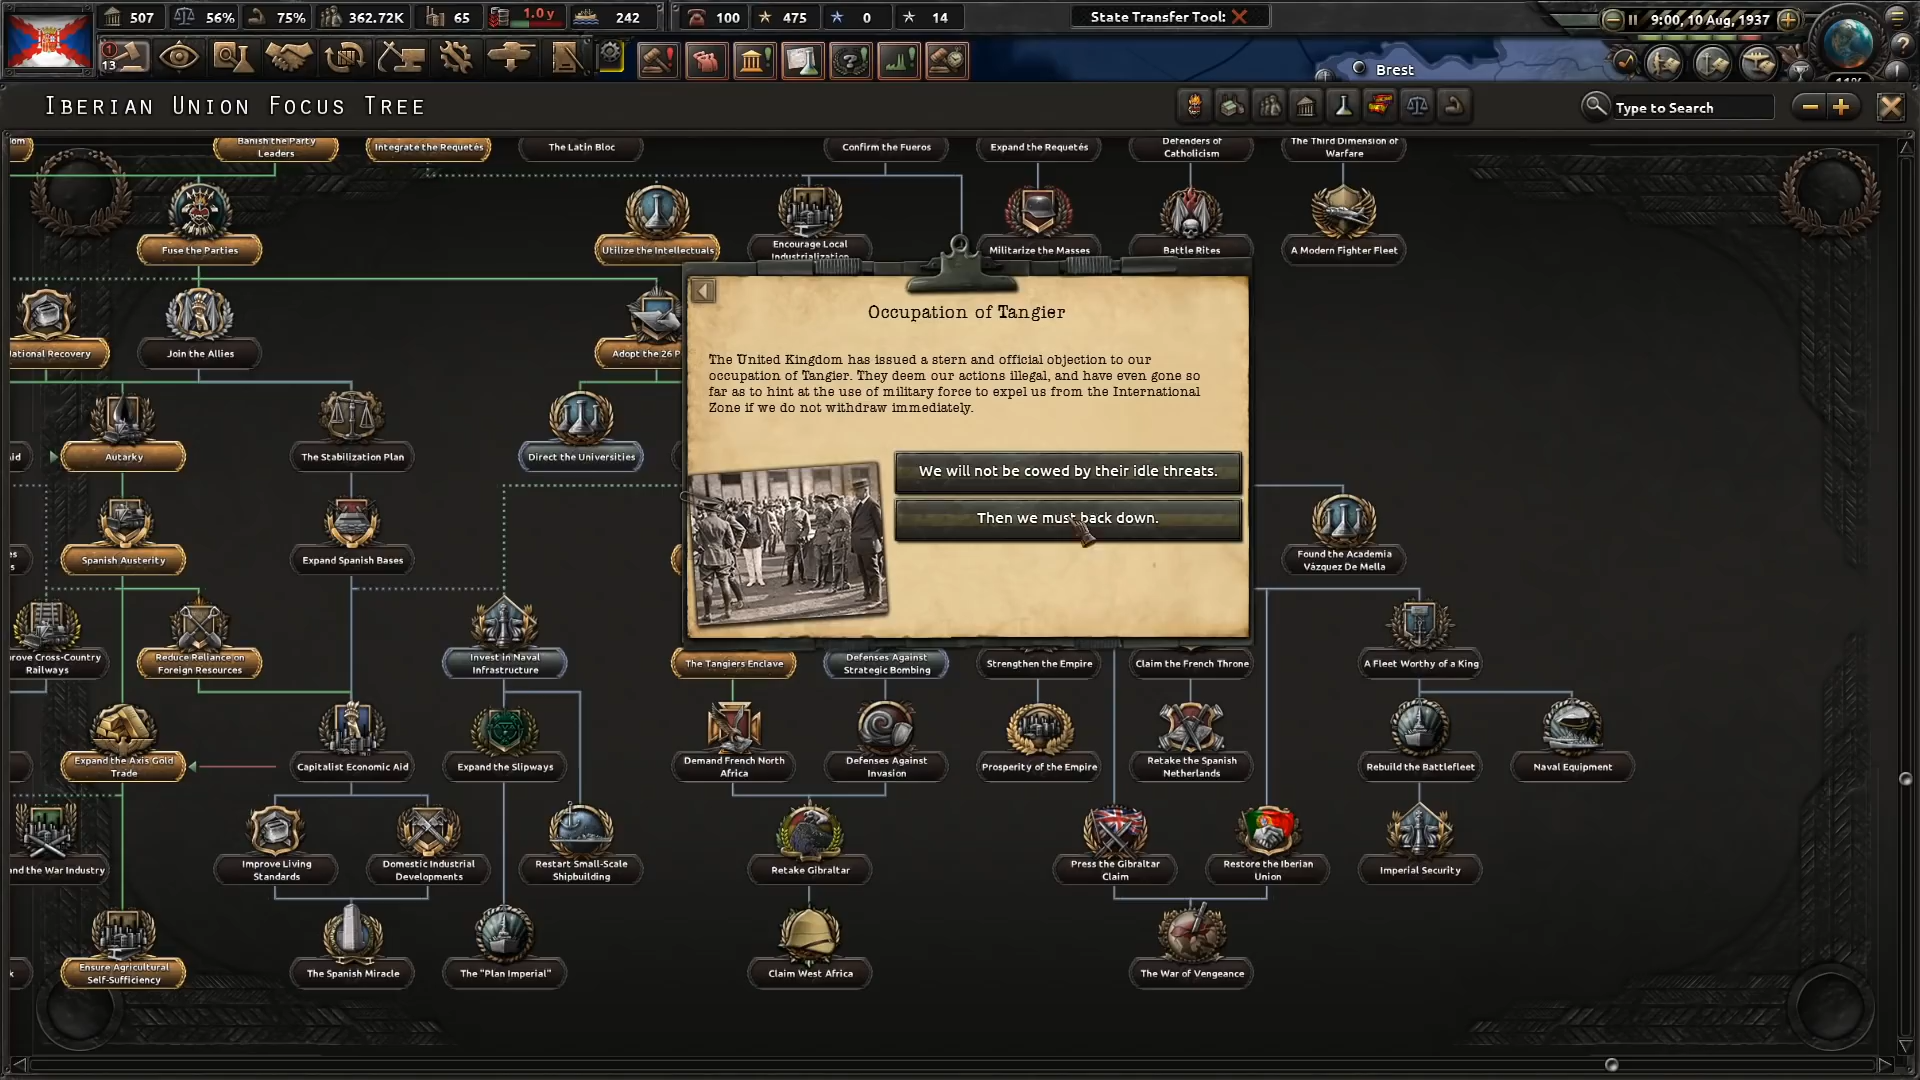 507
56%
75%
362.72K
65
1.0 y
242
100
475
0
14
State Transfer Tool:
9:00, 10 Aug, 1937
13
1
Brest
Iberian Union Focus Tree
Type to Search
Banish the Party
Leaders
Integrate the Requetés
The Latin Bloc
Confirm the Fueros
Expand the Requetés
Defenders of
Catholicism
The Third Dimension of
Warfare
Fuse the Parties
Utilize the Intellectuals
Encourage Local
Industrialization
Militarize the Masses
Battle Rites
A Modern Fighter Fleet
Occupation of Tangier
The United Kingdom has issued a stern and official objection to our
occupation of Tangier. They deem our actions illegal, and have even gone so
far as to hint at the use of military force to expel us from the International
Zone if we do not withdraw immediately.
We will not be cowed by their idle threats.
Then we must back down.
ational Recovery
Join the Allies
Adopt the 26 P
Autarky
The Stabilization Plan
Direct the Universities
Spanish Austerity
Expand Spanish Bases
Found the Academia
Vázquez De Mella
rove Cross-Country
Railways
Reduce Reliance on
Foreign Resources
Invest in Naval
Infrastructure
The Tangiers Enclave
Defenses Against
Strategic Bombing
Strengthen the Empire
Claim the French Throne
A Fleet Worthy of a King
Expand the Axis Gold
Trade
Capitalist Economic Aid
Expand the Slipways
Demand French North
Africa
Defenses Against
Invasion
Prosperity of the Empire
Retake the Spanish
Netherlands
Rebuild the Battlefleet
Naval Equipment
and the War Industry
Improve Living
Standards
Domestic Industrial
Developments
Restart Small-Scale
Shipbuilding
Retake Gibraltar
Press the Gibraltar
Claim
Restore the Iberian
Union
Imperial Security
Ensure Agricultural
Self-Sufficiency
The Spanish Miracle
The "Plan Imperial"
Claim West Africa
The War of Vengeance